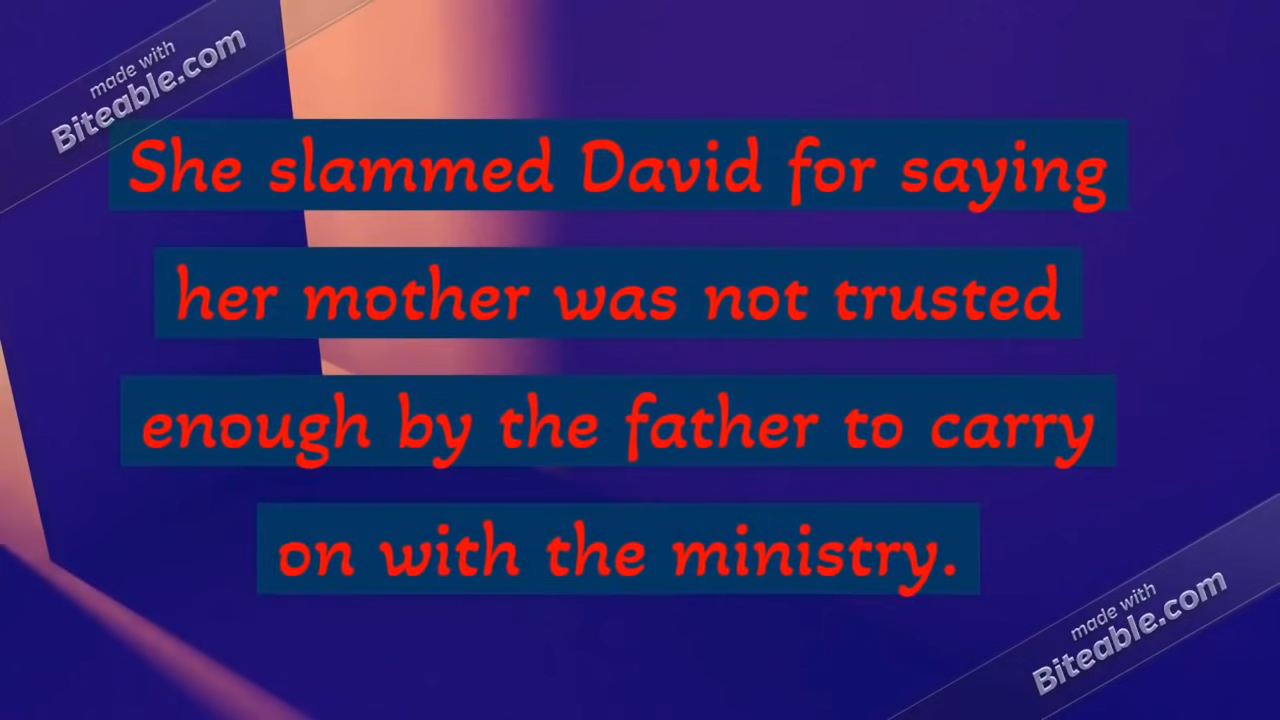 made with
Biteable.com
She slammed David for saying
her mother was not trusted
enough by the father to carry
on with the ministry.
made with
Biteable.com